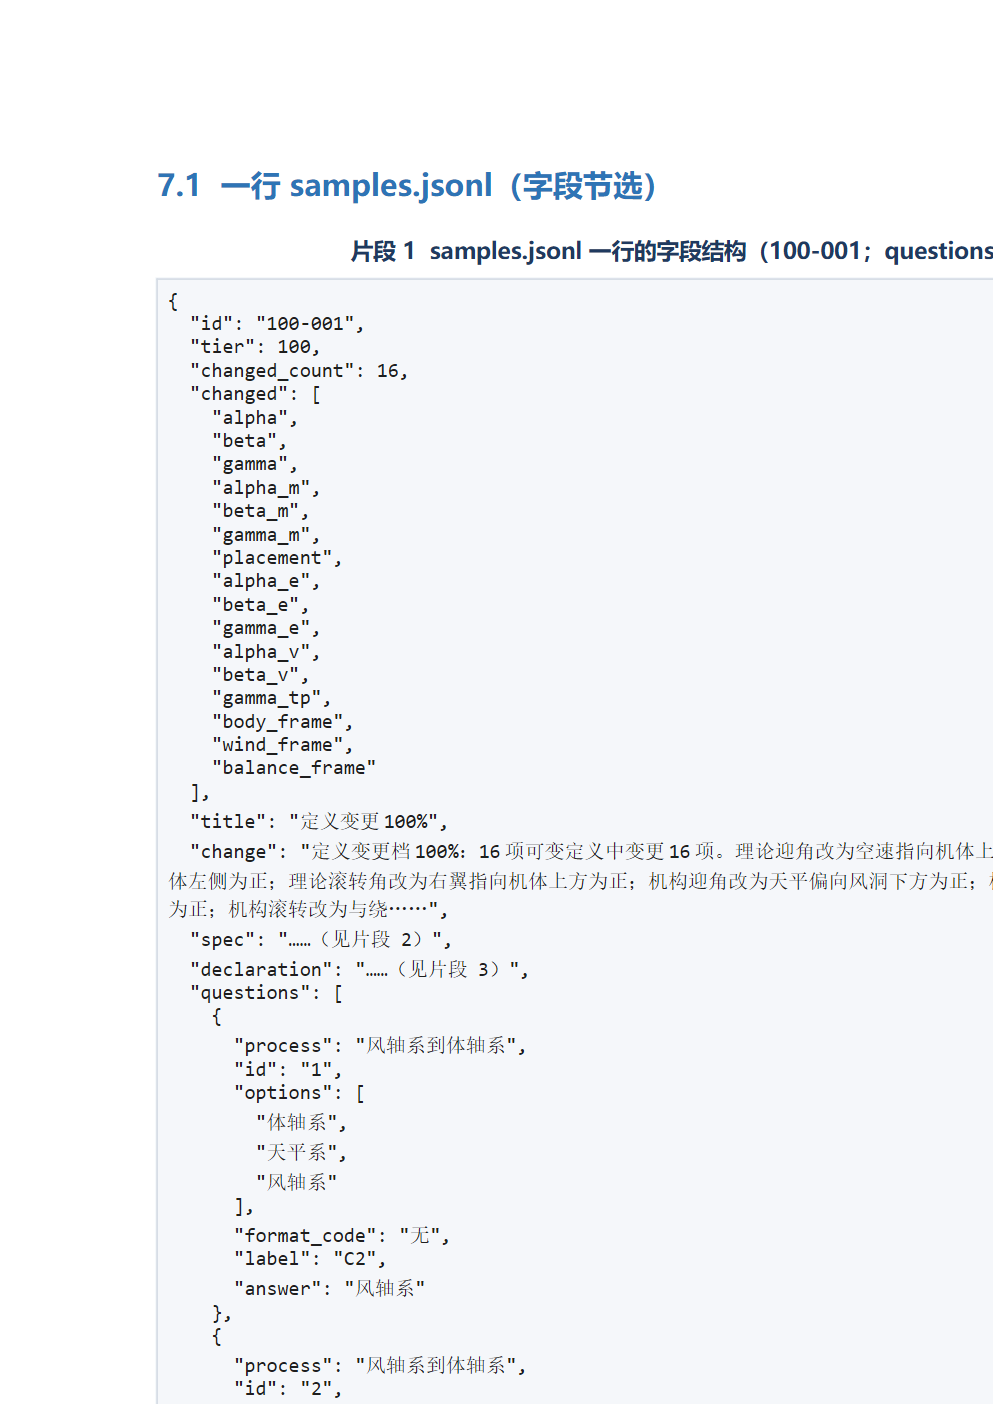 7.1 一行 samples.jsonl（字段节选）
片段 1 samples.jsonl 一行的字段结构（100-001；questions
{
"id": "100-001",
"tier": 100,
"changed_count": 16,
"changed": [
"alpha",
"beta",
"gamma",
"alpha_m",
"beta_m",
"gamma_m",
"placement",
"alpha_e",
"beta_e",
"gamma_e",
"alpha_v",
"beta_v",
"gamma_tp",
"body_frame",
"wind_frame",
"balance_frame"
],
"title": "定义变更 100%",
"change": "定义变更档 100%：16 项可变定义中变更 16 项。理论迎角改为空速指向机体上
体左侧为正；理论滚转角改为右翼指向机体上方为正；机构迎角改为天平偏向风洞下方为正；
为正；机构滚转改为与绕……",
"spec": "……（见片段 2）",
"declaration": "……（见片段 3）",
"questions": [
{
"process": "风轴系到体轴系",
"id": "1",
"options": [
"体轴系",
"天平系",
"风轴系"
],
"format_code": "无",
"label": "C2",
"answer": "风轴系"
},
{
"process": "风轴系到体轴系",
"id": "2",